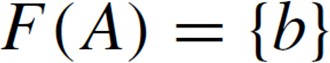 F(A) = {b}